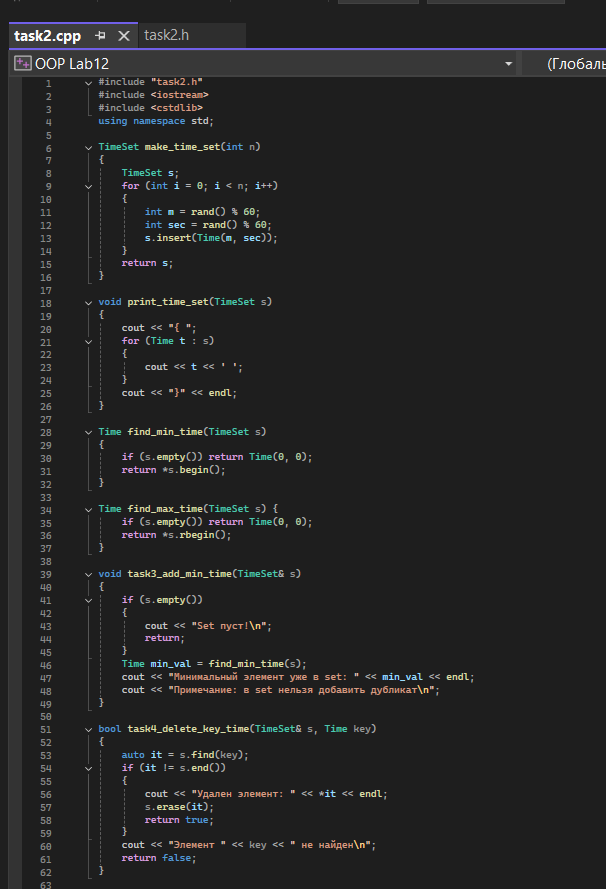 task2.cpp
task2.h
OOP Lab12
(Глобаль
1 #include "task2.h"
2 #include <iostream>
3 #include <cstdlib>
4 using namespace std;
5
6 TimeSet make_time_set(int n)
7 {
8 TimeSet s;
9 for (int i = 0; i < n; i++)
10 {
11 int m = rand() % 60;
12 int sec = rand() % 60;
13 s.insert(Time(m, sec));
14 }
15 return s;
16 }
17
18 void print_time_set(TimeSet s)
19 {
20 cout << "{ ";
21 for (Time t : s)
22 {
23 cout << t << ' ';
24 }
25 cout << "}" << endl;
26 }
27
28 Time find_min_time(TimeSet s)
29 {
30 if (s.empty()) return Time(0, 0);
31 return *s.begin();
32 }
33
34 Time find_max_time(TimeSet s) {
35 if (s.empty()) return Time(0, 0);
36 return *s.rbegin();
37 }
38
39 void task3_add_min_time(TimeSet& s)
40 {
41 if (s.empty())
42 {
43 cout << "Set пуст!\n";
44 return;
45 }
46 Time min_val = find_min_time(s);
47 cout << "Минимальный элемент уже в set: " << min_val << endl;
48 cout << "Примечание: в set нельзя добавить дубликат\n";
49 }
50
51 bool task4_delete_key_time(TimeSet& s, Time key)
52 {
53 auto it = s.find(key);
54 if (it != s.end())
55 {
56 cout << "Удален элемент: " << *it << endl;
57 s.erase(it);
58 return true;
59 }
60 cout << "Элемент " << key << " не найден\n";
61 return false;
62 }
63